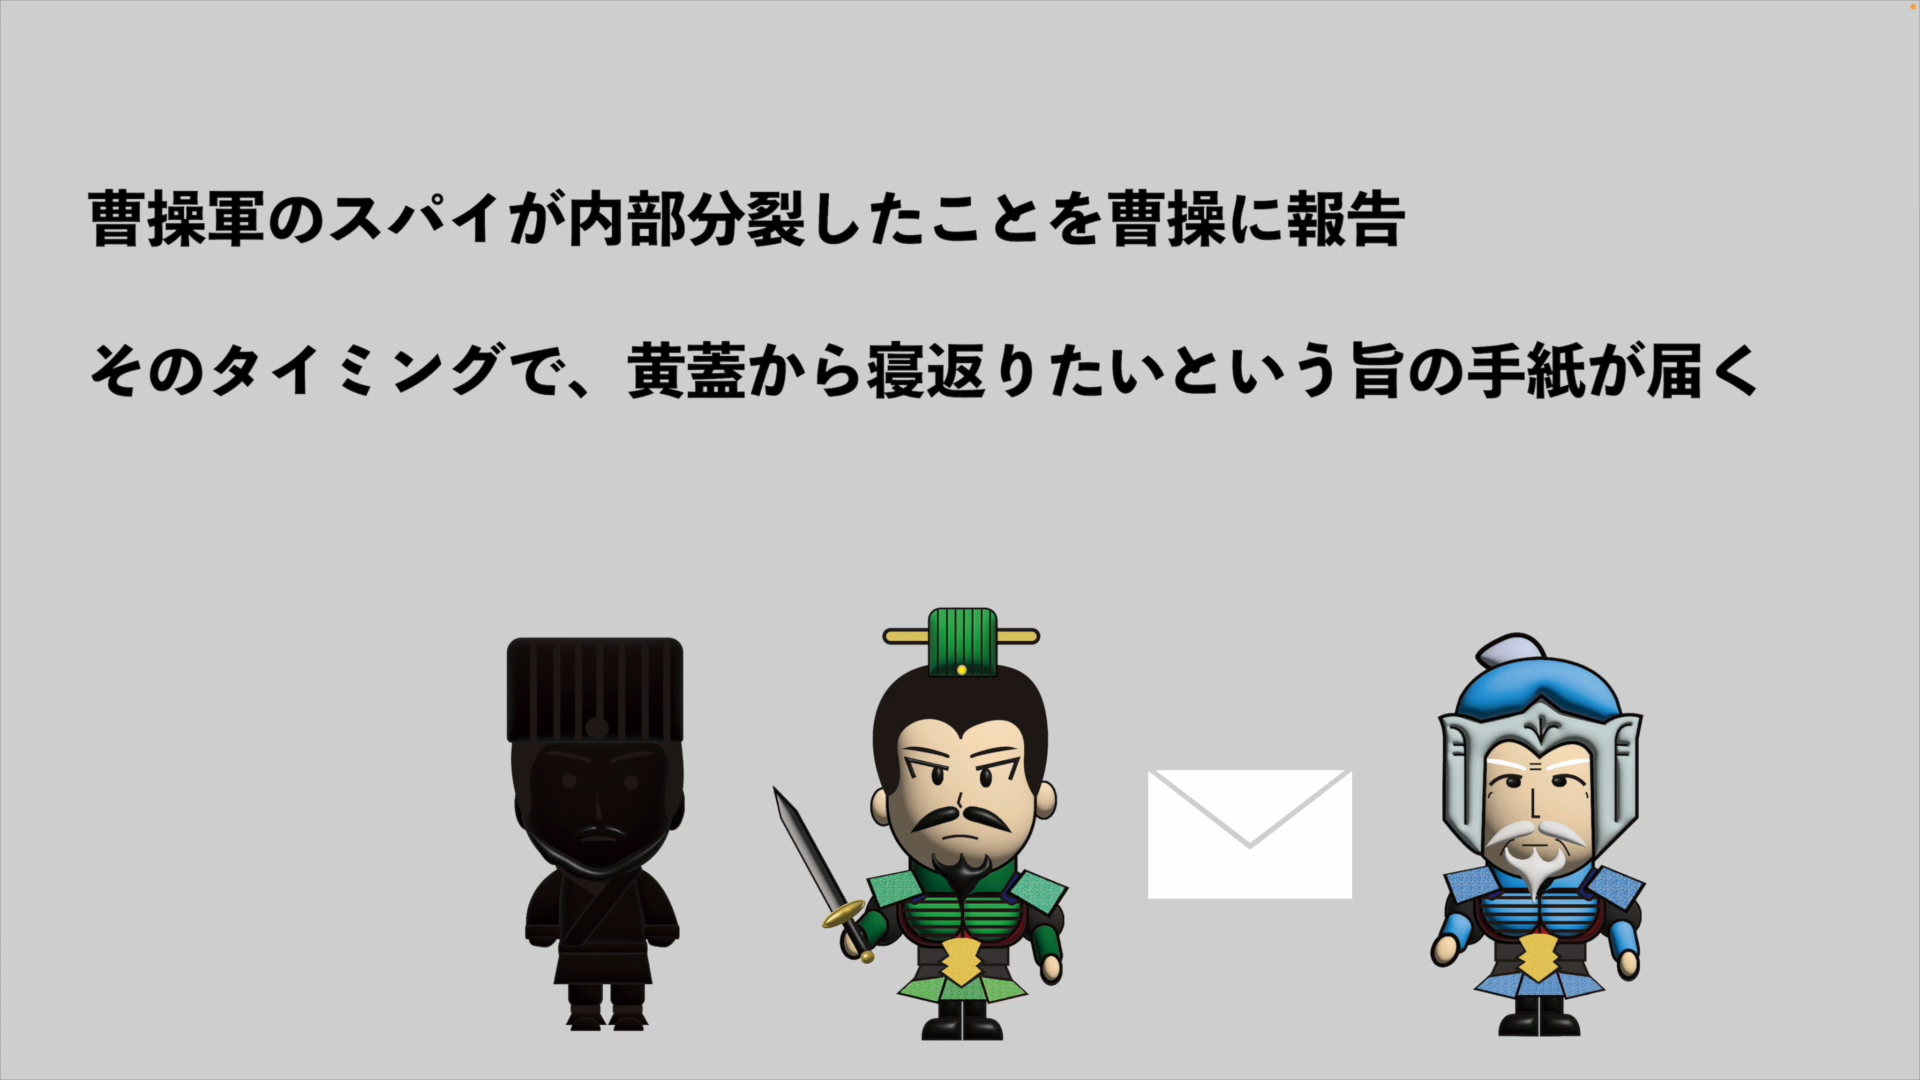 曹操軍のスパイが内部分裂したことを曹操に報告
そのタイミングで、黄蓋から寝返りたいという旨の手紙が届く